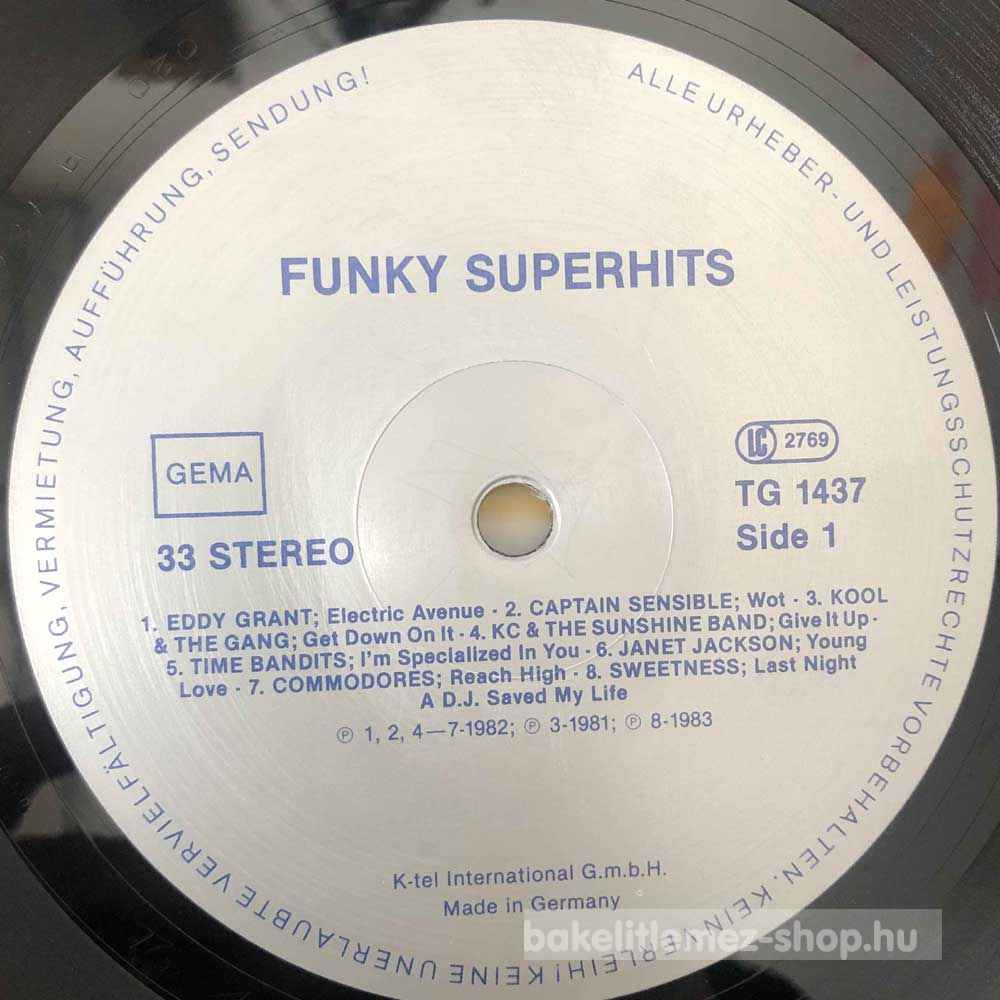 ALLE URHEBER- UND LEISTUNGSSCHUTZRECHTE VORBEHALTEN. KEIN VERLEIH! KEINE UNERLAUBTE VERVIELFÄLTIGUNG, VERMIETUNG, AUFFÜHRUNG, SENDUNG!
FUNKY SUPERHITS
GEMA
33 STEREO
LC 2769
TG 1437
Side 1
1. EDDY GRANT; Electric Avenue · 2. CAPTAIN SENSIBLE; Wot · 3. KOOL
& THE GANG; Get Down On It · 4. KC & THE SUNSHINE BAND; Give It Up ·
5. TIME BANDITS; I'm Specialized In You · 6. JANET JACKSON; Young
Love · 7. COMMODORES; Reach High · 8. SWEETNESS; Last Night
A D.J. Saved My Life
℗ 1, 2, 4—7-1982; ℗ 3-1981; ℗ 8-1983
K-tel International G.m.b.H.
Made in Germany
bakelitlemez-shop.hu